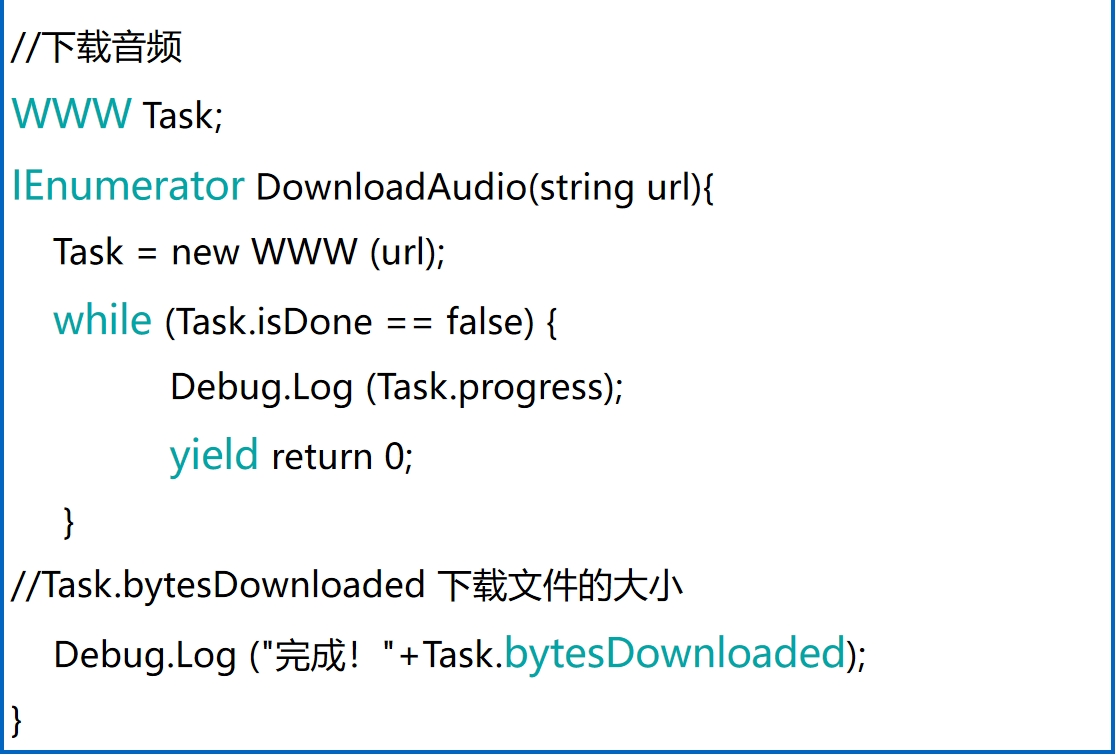 //下载音频
WWW Task;
IEnumerator DownloadAudio(string url){
Task = new WWW (url);
while (Task.isDone == false) {
Debug.Log (Task.progress);
yield return 0;
}
//Task.bytesDownloaded 下载文件的大小
Debug.Log ("完成！"+Task.bytesDownloaded);
}